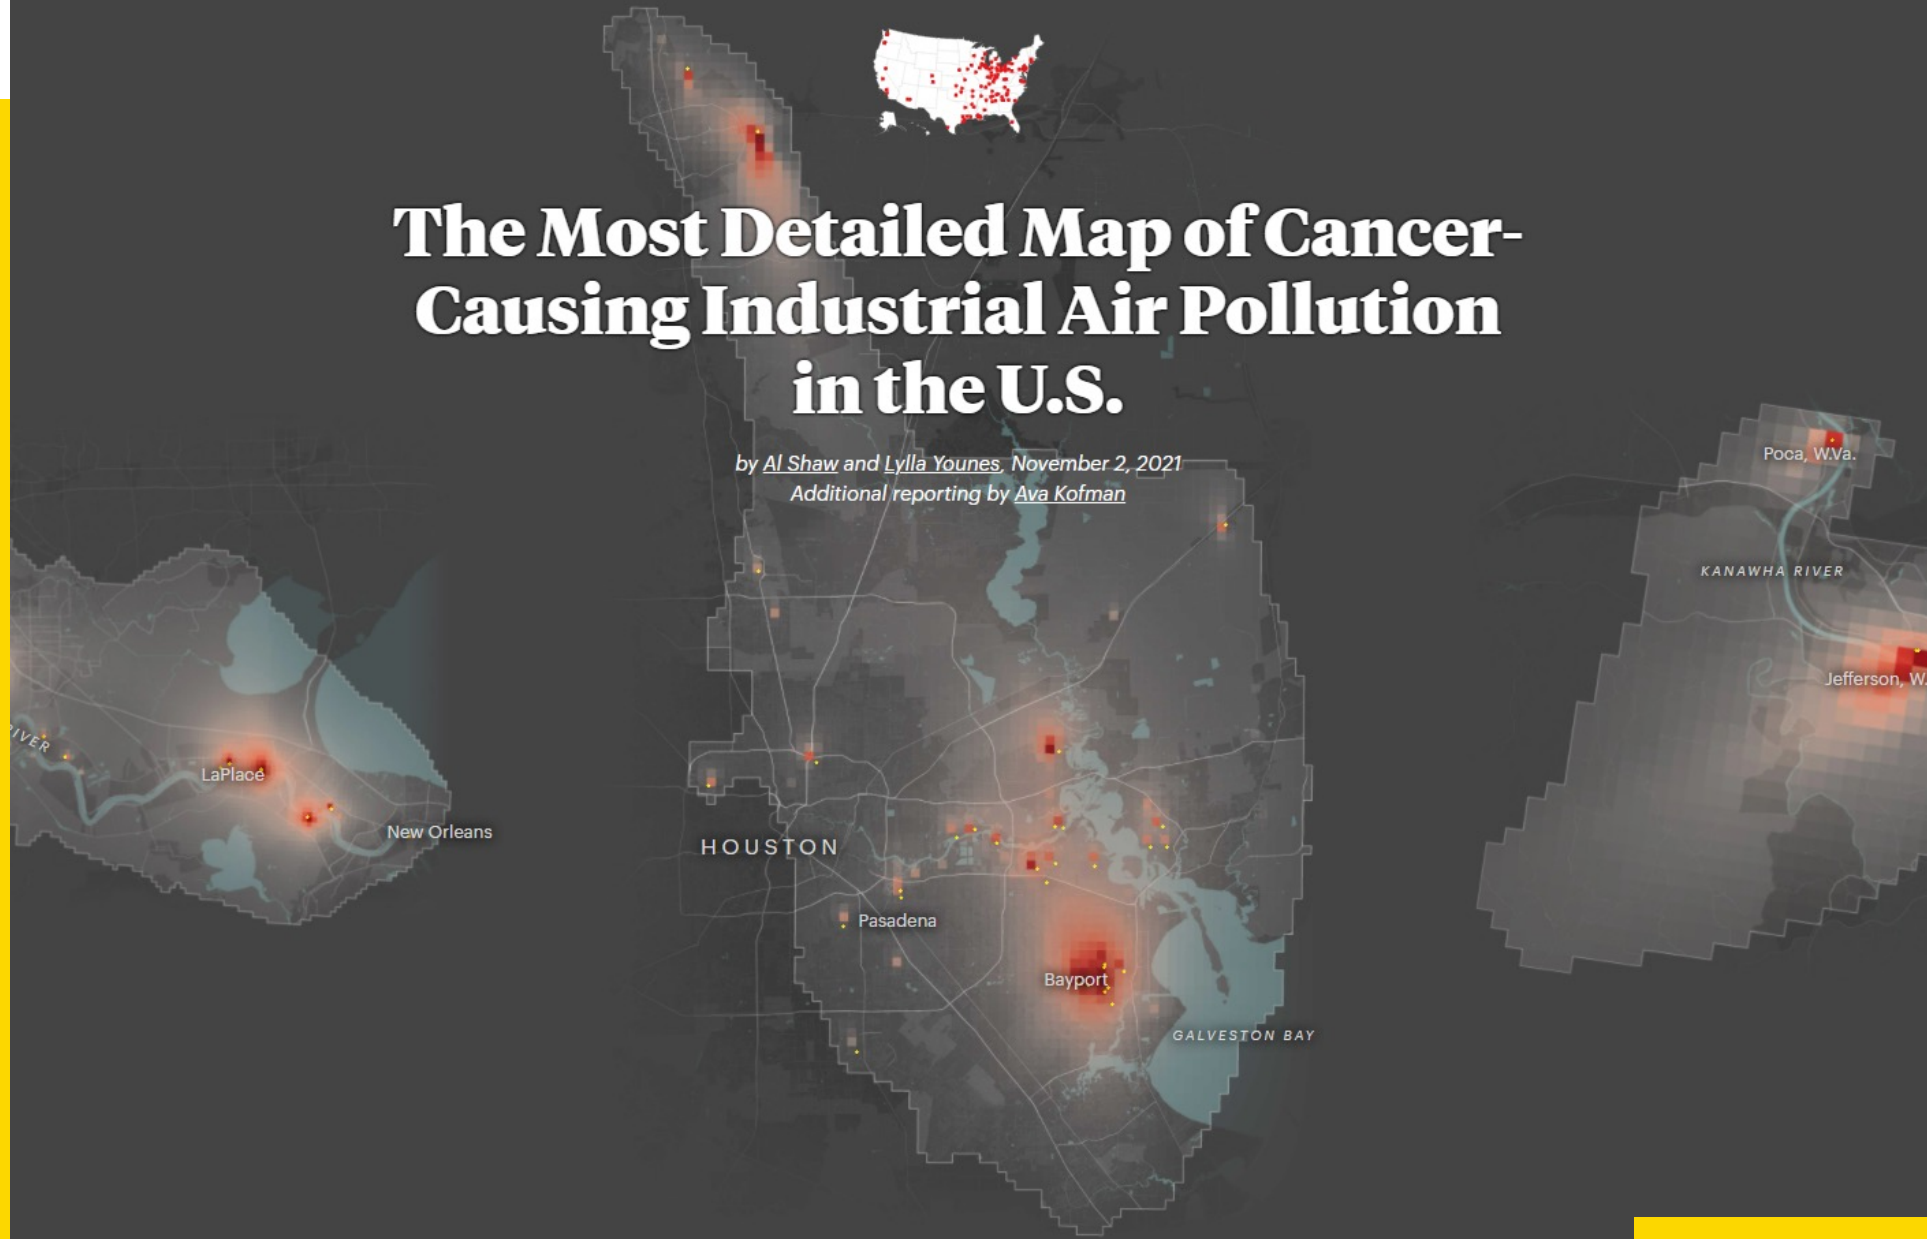 The Most Detailed Map of Cancer-
Causing Industrial Air Pollution
in the U.S.
by Al Shaw and Lylla Younes, November 2, 2021
Additional reporting by Ava Kofman
Poca, W.Va.
KANAWHA RIVER
Jefferson, W.
IVER
LaPlace
New Orleans
HOUSTON
Pasadena
Bayport
GALVESTON BAY